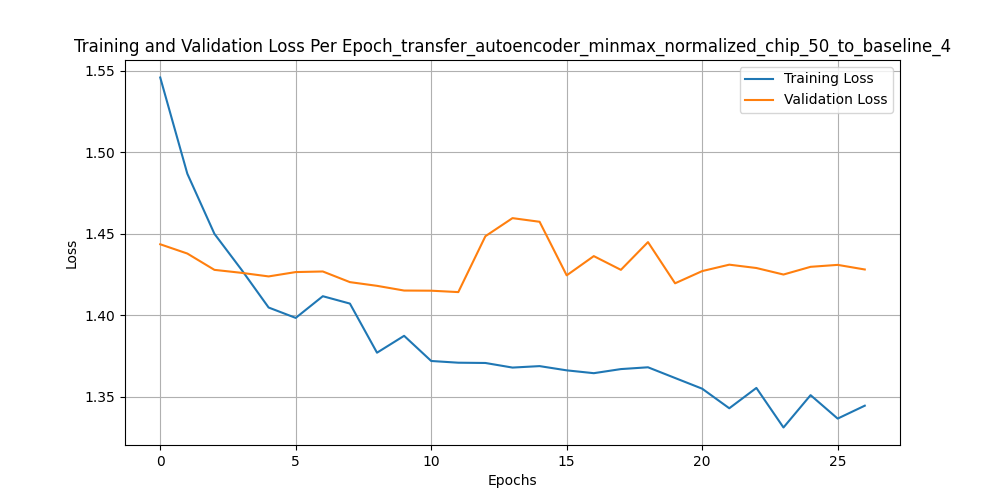 Training and Validation Loss Per Epoch_transfer_autoencoder_minmax_normalized_chip_50_to_baseline_4
Training Loss
Validation Loss
Loss
1.55
1.50
1.45
1.40
1.35
0 5 10 15 20 25
Epochs